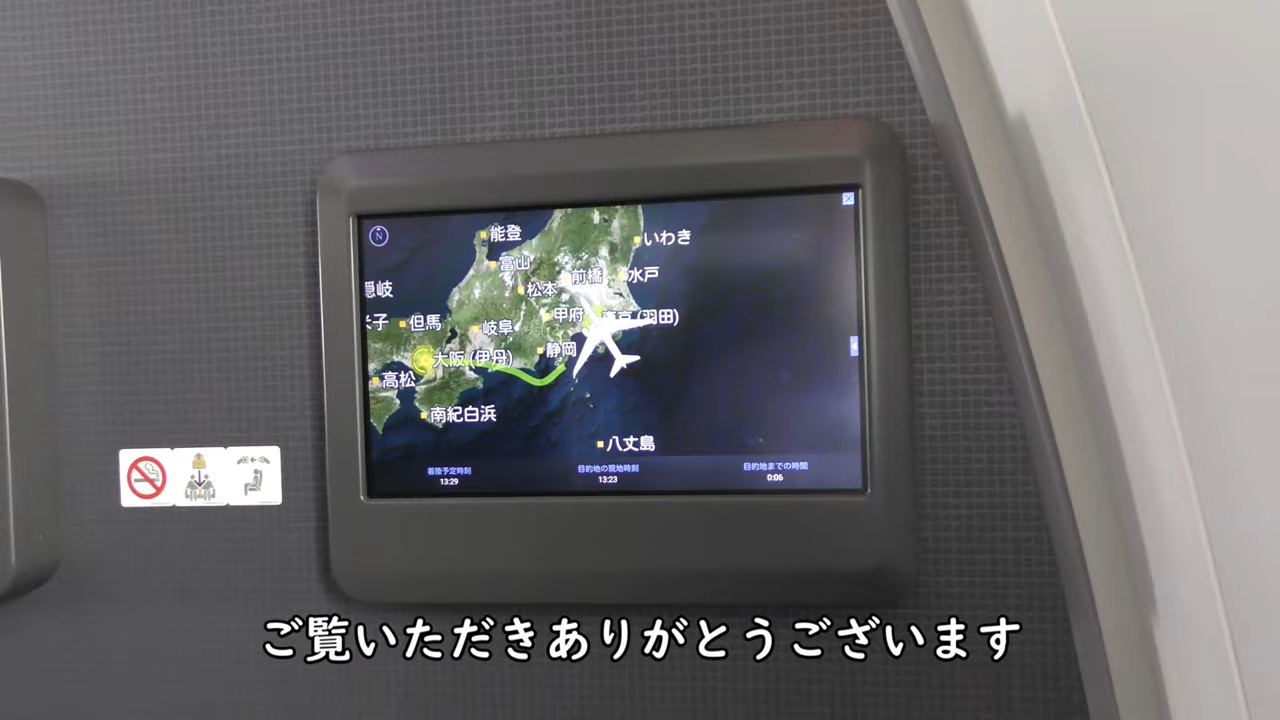 N
能登
いわき
富山
前橋
水戸
松本
隠岐
甲府
東京(羽田)
米子
但馬
岐阜
静岡
大阪(伊丹)
高松
南紀白浜
八丈島
着陸予定時刻
13:29
目的地の現地時刻
13:23
目的地までの時間
0:06
ご覧いただきありがとうございます